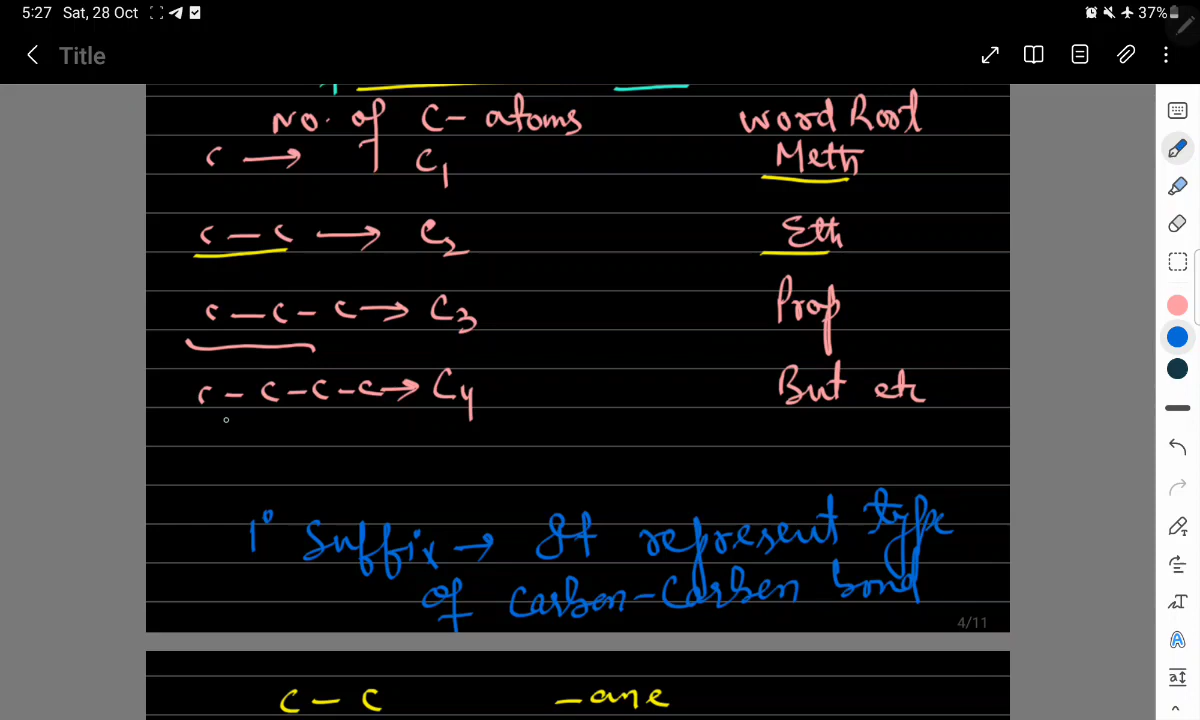 5:27 Sat, 28 Oct
37%
Title
No. of C- atoms word Root
C → 1 C1 Meth
C - C → C2 Eth
C - C - C → C3 Prop
C - C - C - C → C4 But etc
1° Suffix → It represent type
of Carbon-Carbon bond
4/11
C - C -ane